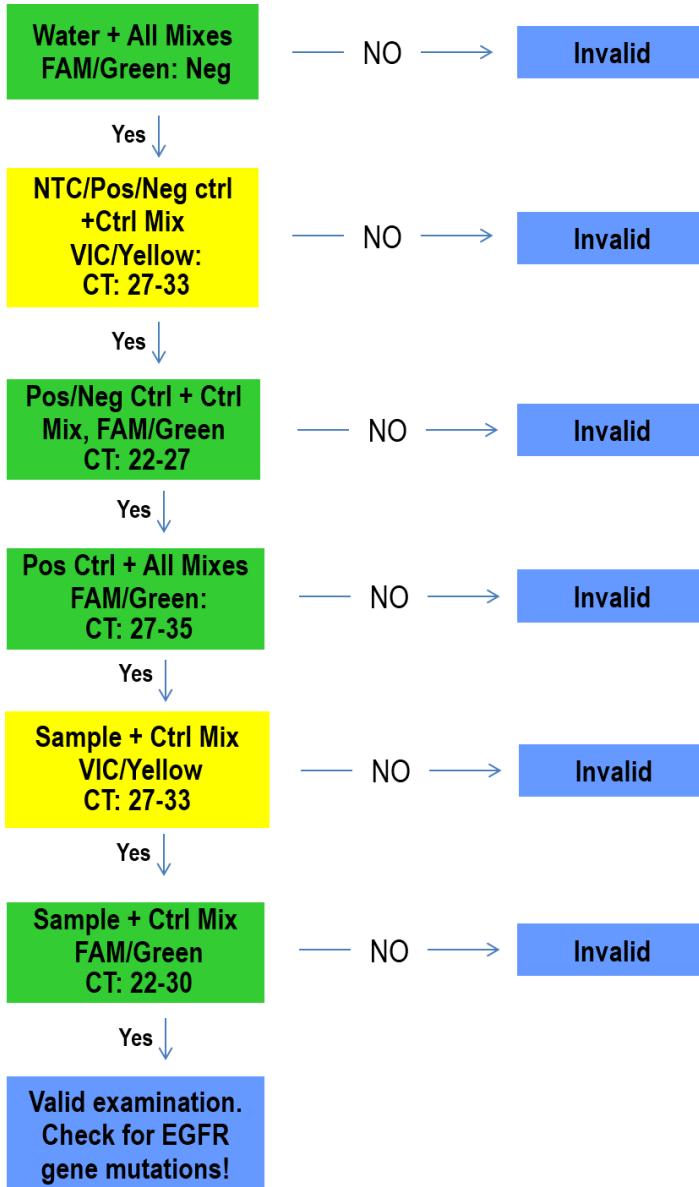 Water + All Mixes
FAM/Green: Neg
NO
Invalid
Yes
NTC/Pos/Neg ctrl
+Ctrl Mix
VIC/Yellow:
CT: 27-33
NO
Invalid
Yes
Pos/Neg Ctrl + Ctrl
Mix, FAM/Green
CT: 22-27
NO
Invalid
Yes
Pos Ctrl + All Mixes
FAM/Green:
CT: 27-35
NO
Invalid
Yes
Sample + Ctrl Mix
VIC/Yellow
CT: 27-33
NO
Invalid
Yes
Sample + Ctrl Mix
FAM/Green
CT: 22-30
NO
Invalid
Yes
Valid examination.
Check for EGFR
gene mutations!